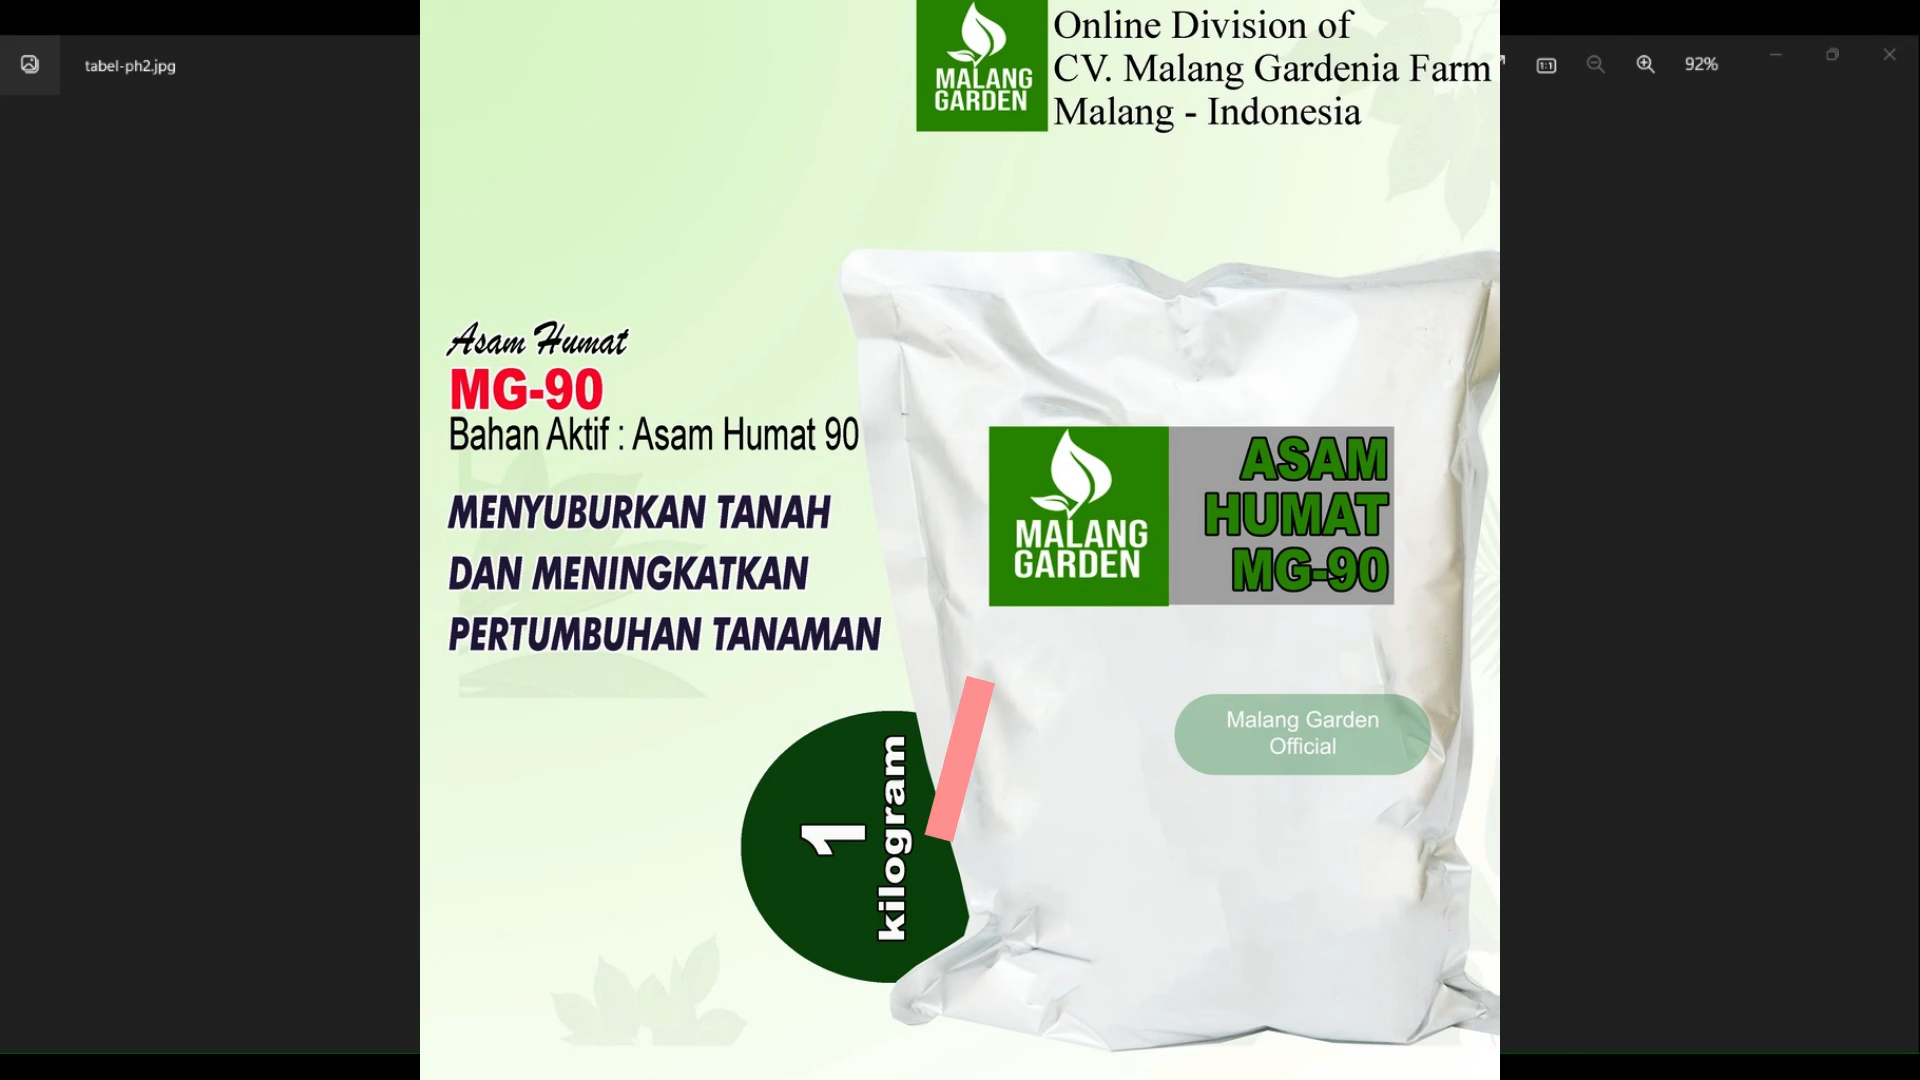 tabel-ph2.jpg
92%
MALANG
GARDEN
Online Division of
CV. Malang Gardenia Farm
Malang - Indonesia
Asam Humat
MG-90
Bahan Aktif : Asam Humat 90
MENYUBURKAN TANAH
DAN MENINGKATKAN
PERTUMBUHAN TANAMAN
MALANG
GARDEN
ASAM
HUMAT
MG-90
Malang Garden
Official
1
kilogram